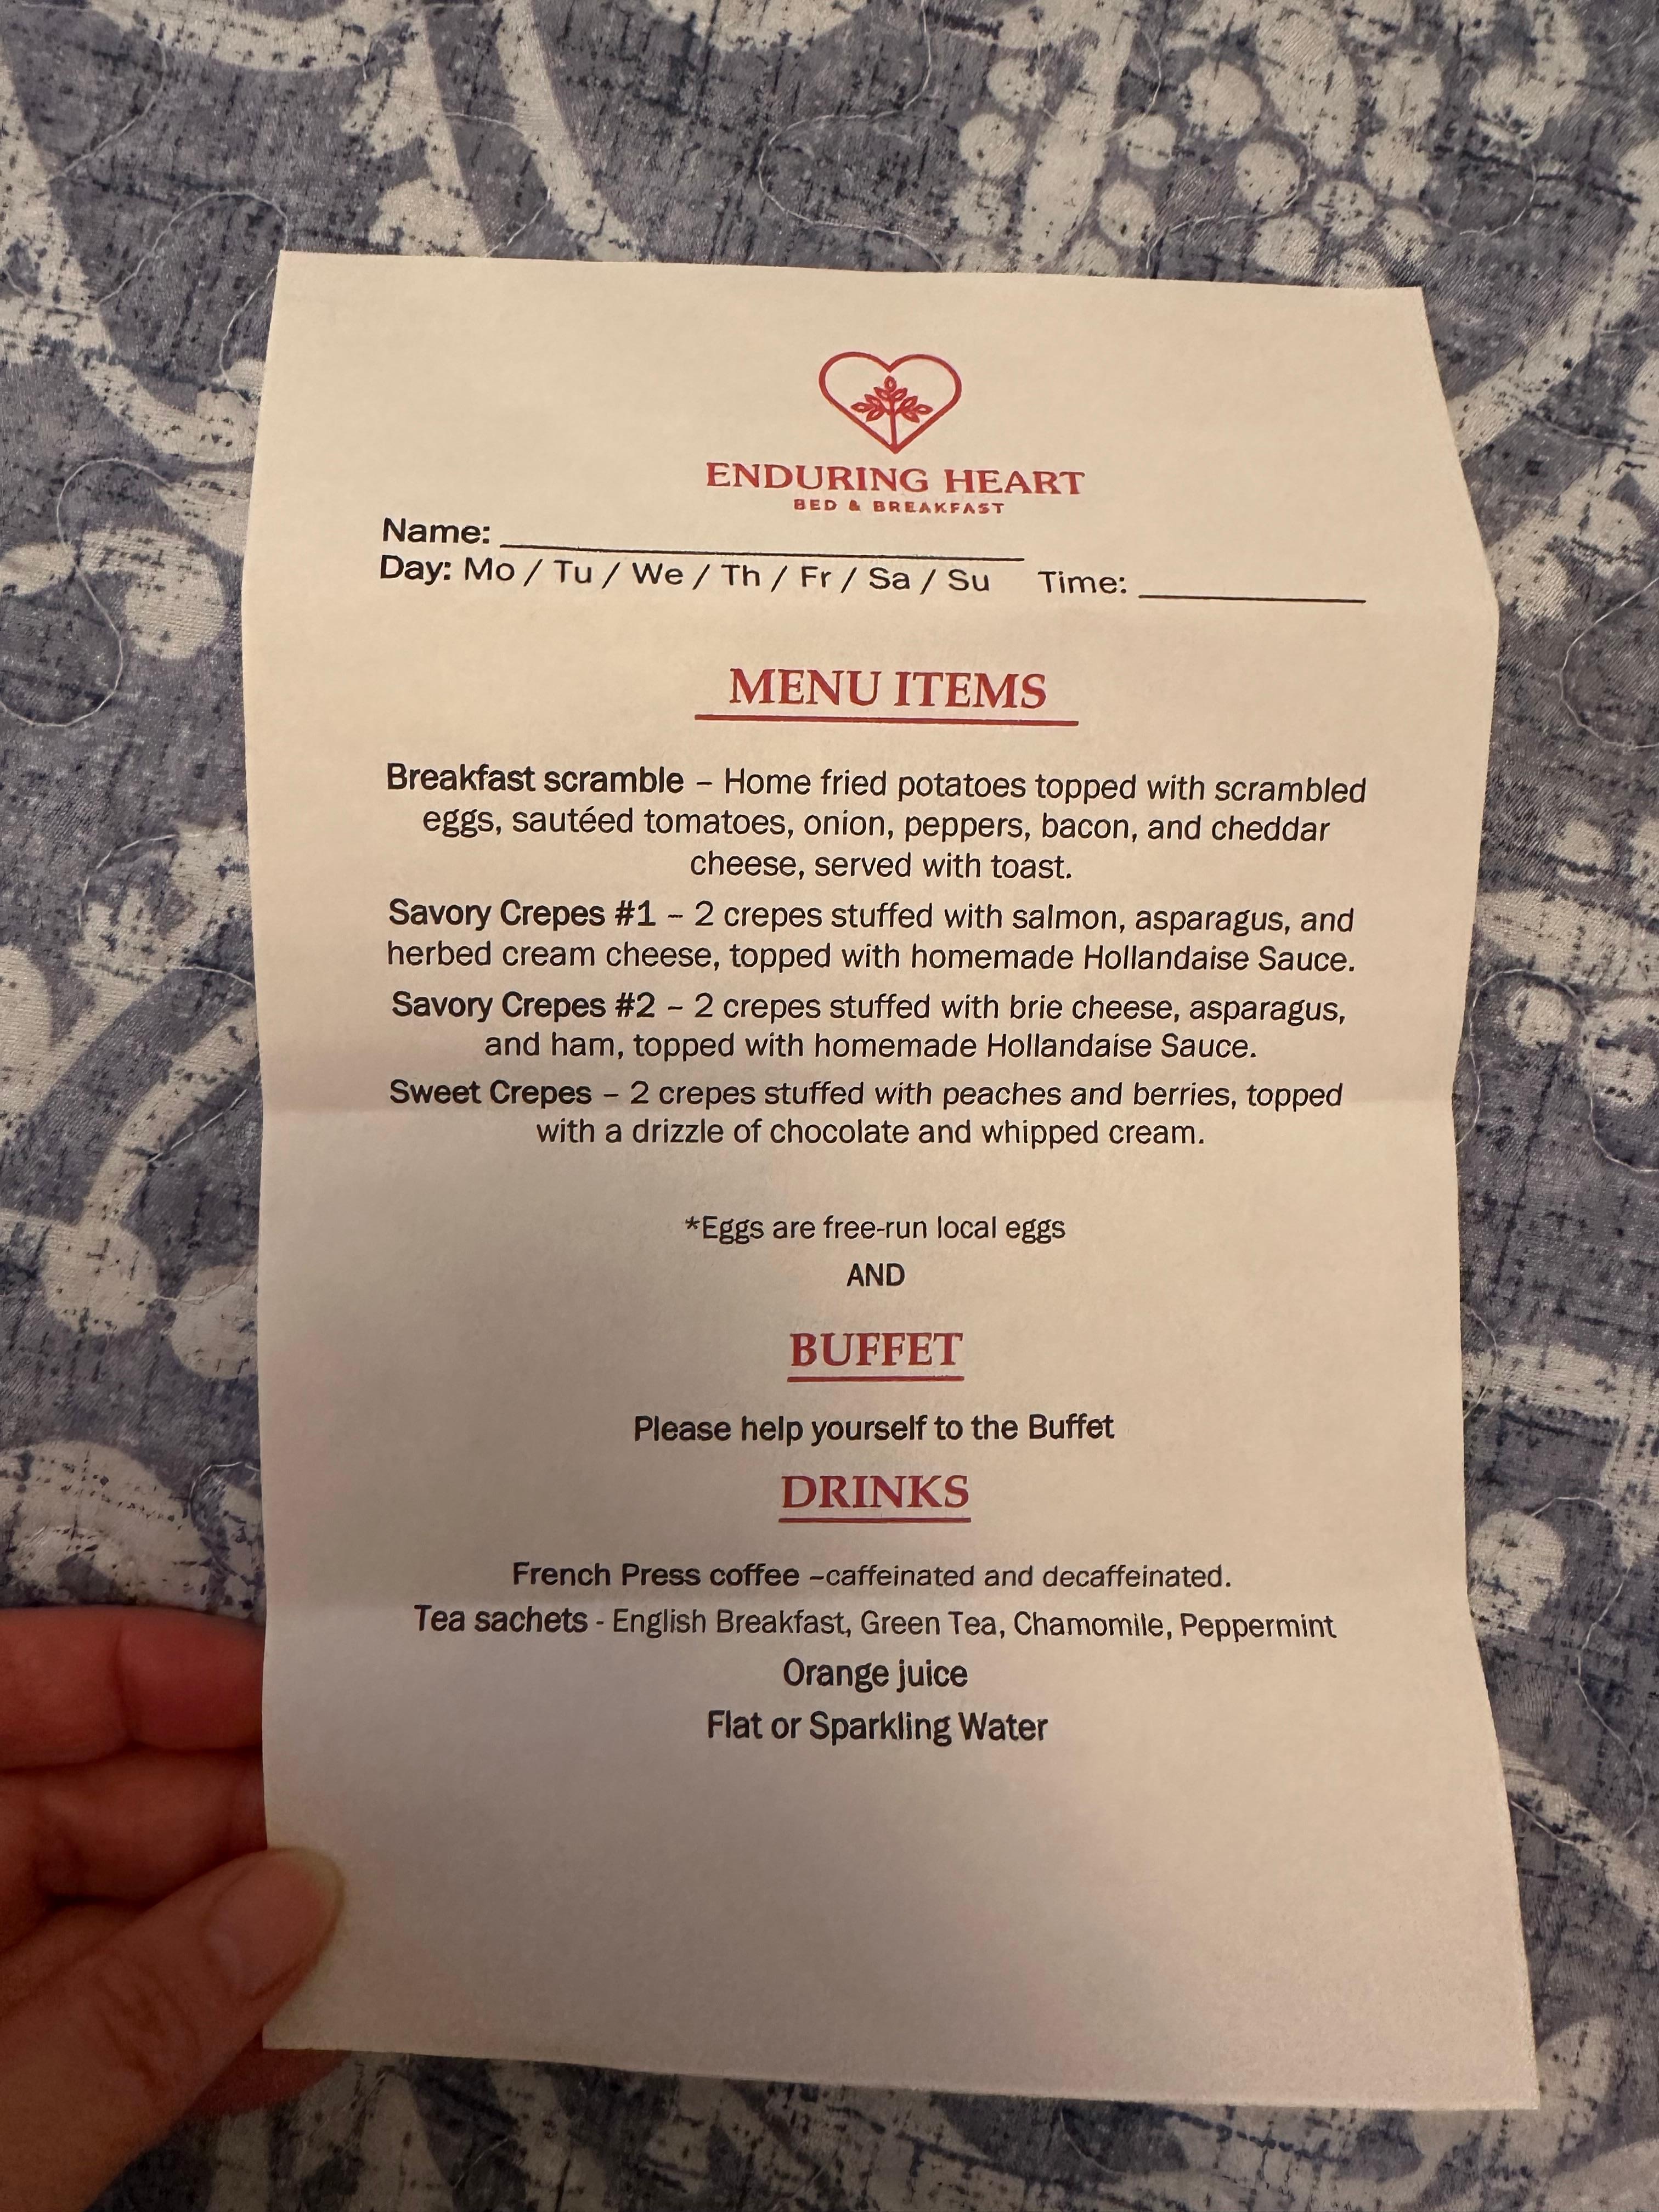 ENDURING HEART
BED & BREAKFAST
Name: ____________________
Day: Mo / Tu / We / Th / Fr / Sa / Su Time: __________
MENU ITEMS
Breakfast scramble – Home fried potatoes topped with scrambled
eggs, sautéed tomatoes, onion, peppers, bacon, and cheddar
cheese, served with toast.
Savory Crepes #1 – 2 crepes stuffed with salmon, asparagus, and
herbed cream cheese, topped with homemade Hollandaise Sauce.
Savory Crepes #2 – 2 crepes stuffed with brie cheese, asparagus,
and ham, topped with homemade Hollandaise Sauce.
Sweet Crepes – 2 crepes stuffed with peaches and berries, topped
with a drizzle of chocolate and whipped cream.
*Eggs are free-run local eggs
AND
BUFFET
Please help yourself to the Buffet
DRINKS
French Press coffee –caffeinated and decaffeinated.
Tea sachets - English Breakfast, Green Tea, Chamomile, Peppermint
Orange juice
Flat or Sparkling Water